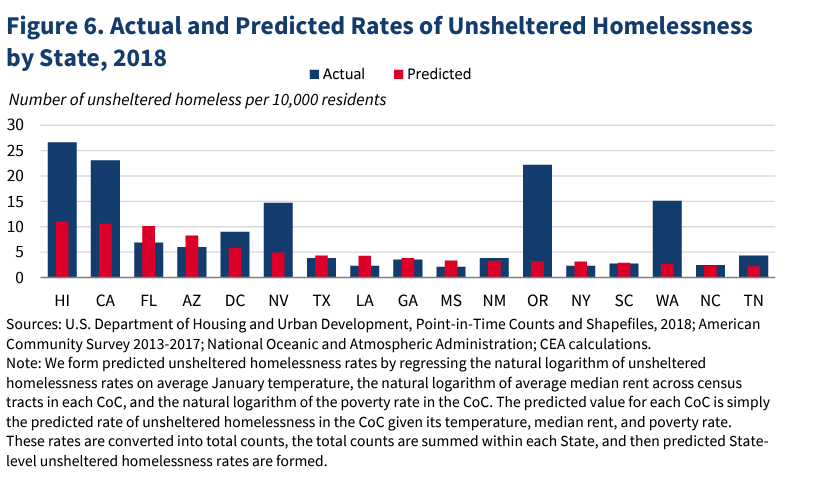 Figure 6. Actual and Predicted Rates of Unsheltered Homelessness
by State, 2018
Actual Predicted
Number of unsheltered homeless per 10,000 residents
30
25
20
15
10
5
0
HI CA FL AZ DC NV TX LA GA MS NM OR NY SC WA NC TN
Sources: U.S. Department of Housing and Urban Development, Point-in-Time Counts and Shapefiles, 2018; American
Community Survey 2013-2017; National Oceanic and Atmospheric Administration; CEA calculations.
Note: We form predicted unsheltered homelessness rates by regressing the natural logarithm of unsheltered
homelessness rates on average January temperature, the natural logarithm of average median rent across census
tracts in each CoC, and the natural logarithm of the poverty rate in the CoC. The predicted value for each CoC is simply
the predicted rate of unsheltered homelessness in the CoC given its temperature, median rent, and poverty rate.
These rates are converted into total counts, the total counts are summed within each State, and then predicted State-
level unsheltered homelessness rates are formed.